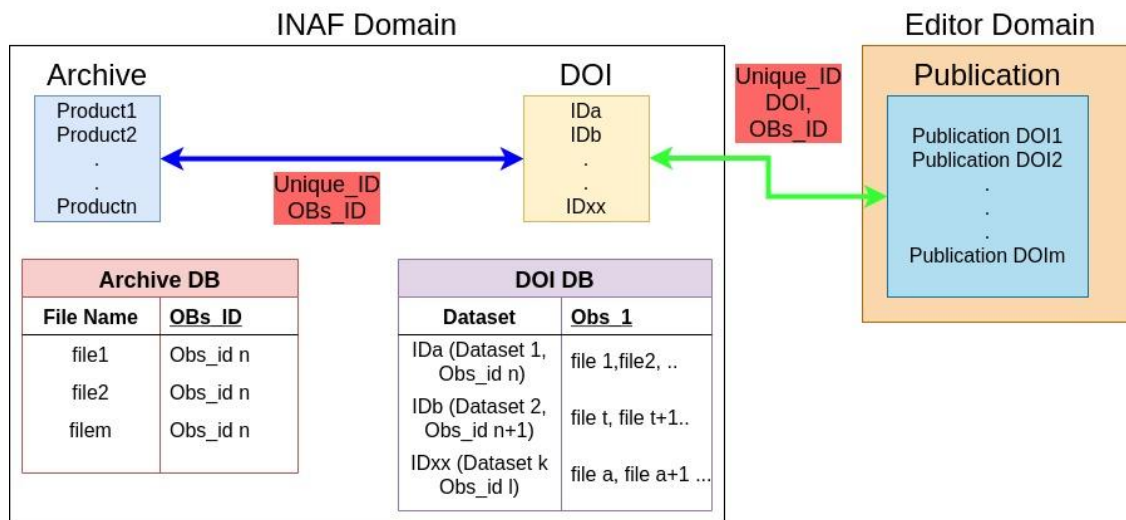 INAF Domain
Editor Domain
Archive
Product1
Product2
.
.
Productn
Unique_ID
OBs_ID
DOI
IDa
IDb
.
.
IDxx
Unique_ID
DOI,
OBs_ID
Publication
Publication DOI1
Publication DOI2
.
.
.
Publication DOIm
Archive DB
File Name OBs_ID
file1 Obs_id n
file2 Obs_id n
filem Obs_id n
DOI DB
Dataset Obs_1
IDa (Dataset 1,
Obs_id n)
file 1,file2, ..
IDb (Dataset 2,
Obs_id n+1)
file t, file t+1..
IDxx (Dataset k
Obs_id l)
file a, file a+1 ...